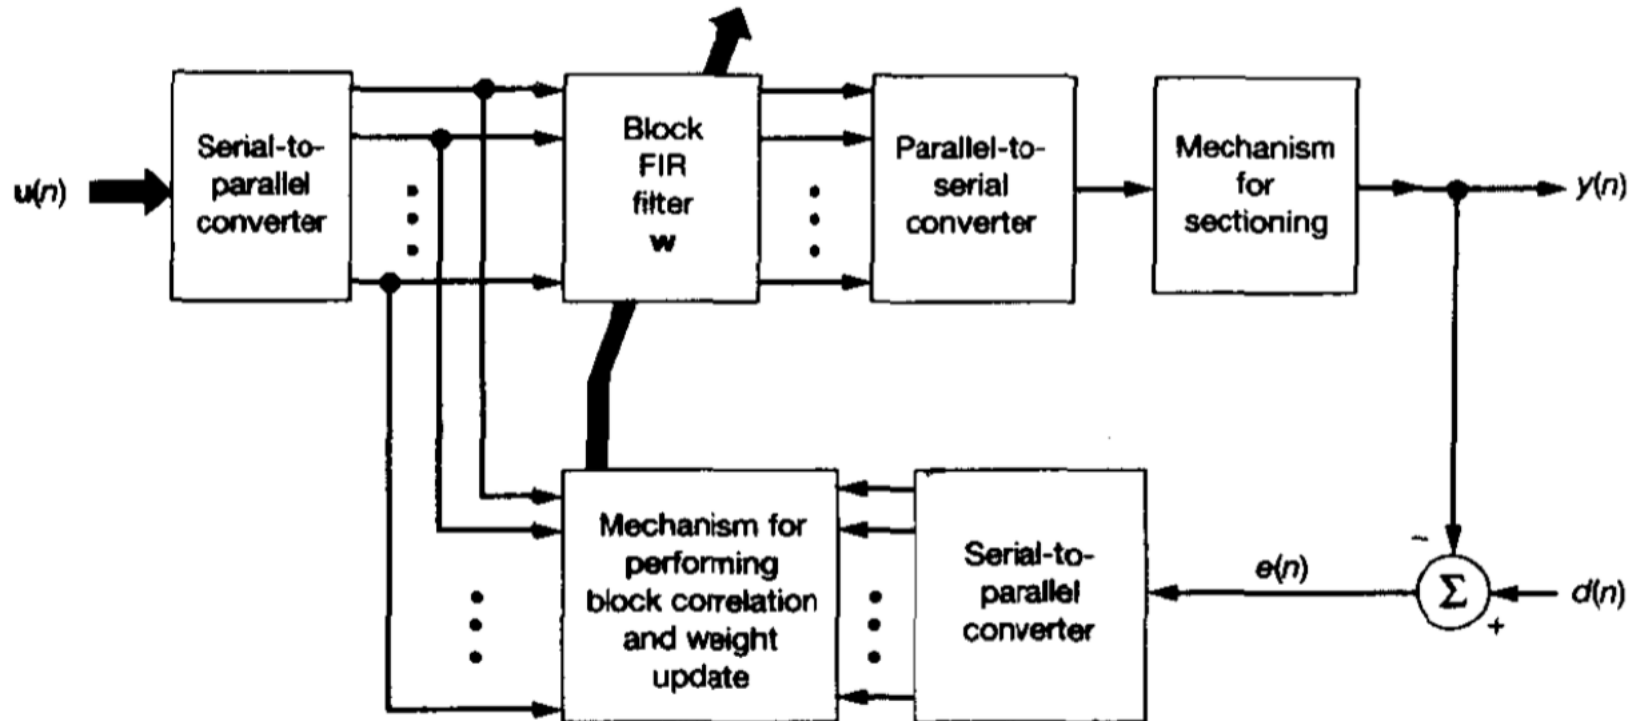 u(n)
Serial-to-
parallel
converter
Block
FIR
filter
w
Parallel-to-
serial
converter
Mechanism
for
sectioning
y(n)
Mechanism for
performing
block correlation
and weight
update
Serial-to-
parallel
converter
e(n)
−
Σ
+
d(n)